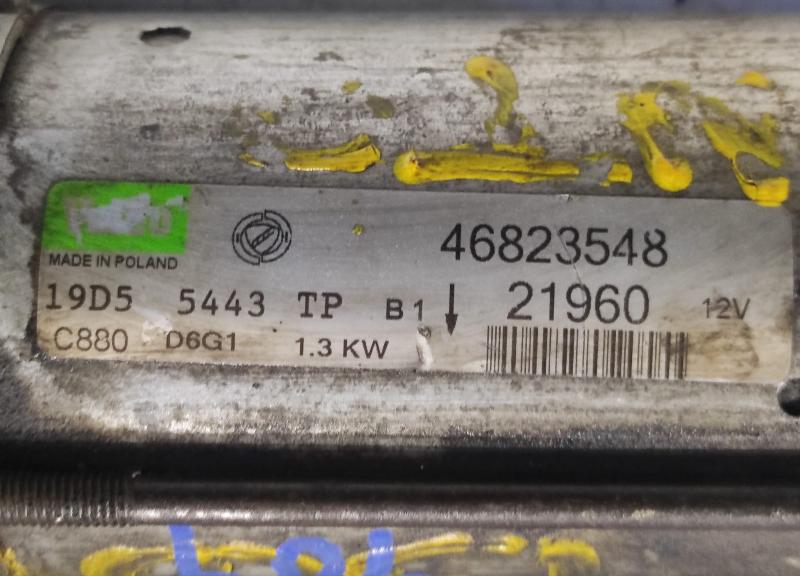 MADE IN POLAND
46823548
19D5 5443 TP B1 21960 12V
C880 D6G1 1.3 KW